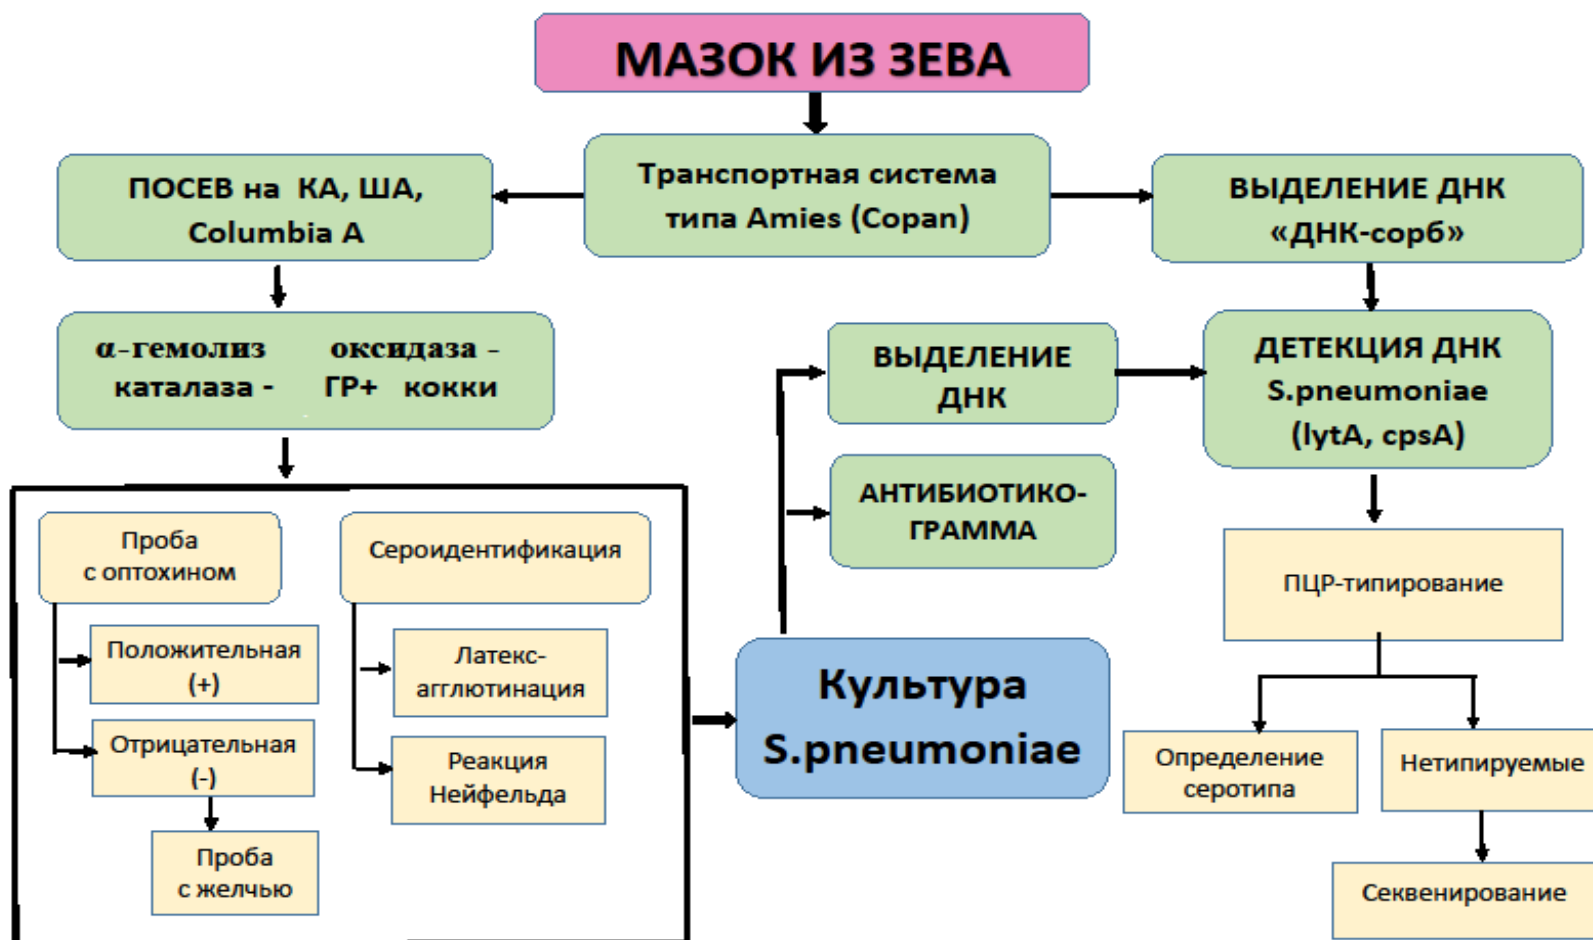 МАЗОК ИЗ ЗЕВА
Транспортная система
типа Amies (Copan)
ПОСЕВ на КА, ША,
Columbia A
ВЫДЕЛЕНИЕ ДНК
«ДНК-сорб»
α-гемолиз оксидаза -
каталаза - ГР+ кокки
ВЫДЕЛЕНИЕ
ДНК
ДЕТЕКЦИЯ ДНК
S.pneumoniae
(lytA, cpsA)
АНТИБИОТИКО-
ГРАММА
Проба
с оптохином
Сероидентификация
Положительная
(+)
Отрицательная
(-)
Проба
с желчью
Латекс-
агглютинация
Реакция
Нейфельда
Культура
S.pneumoniae
ПЦР-типирование
Определение
серотипа
Нетипируемые
Секвенирование